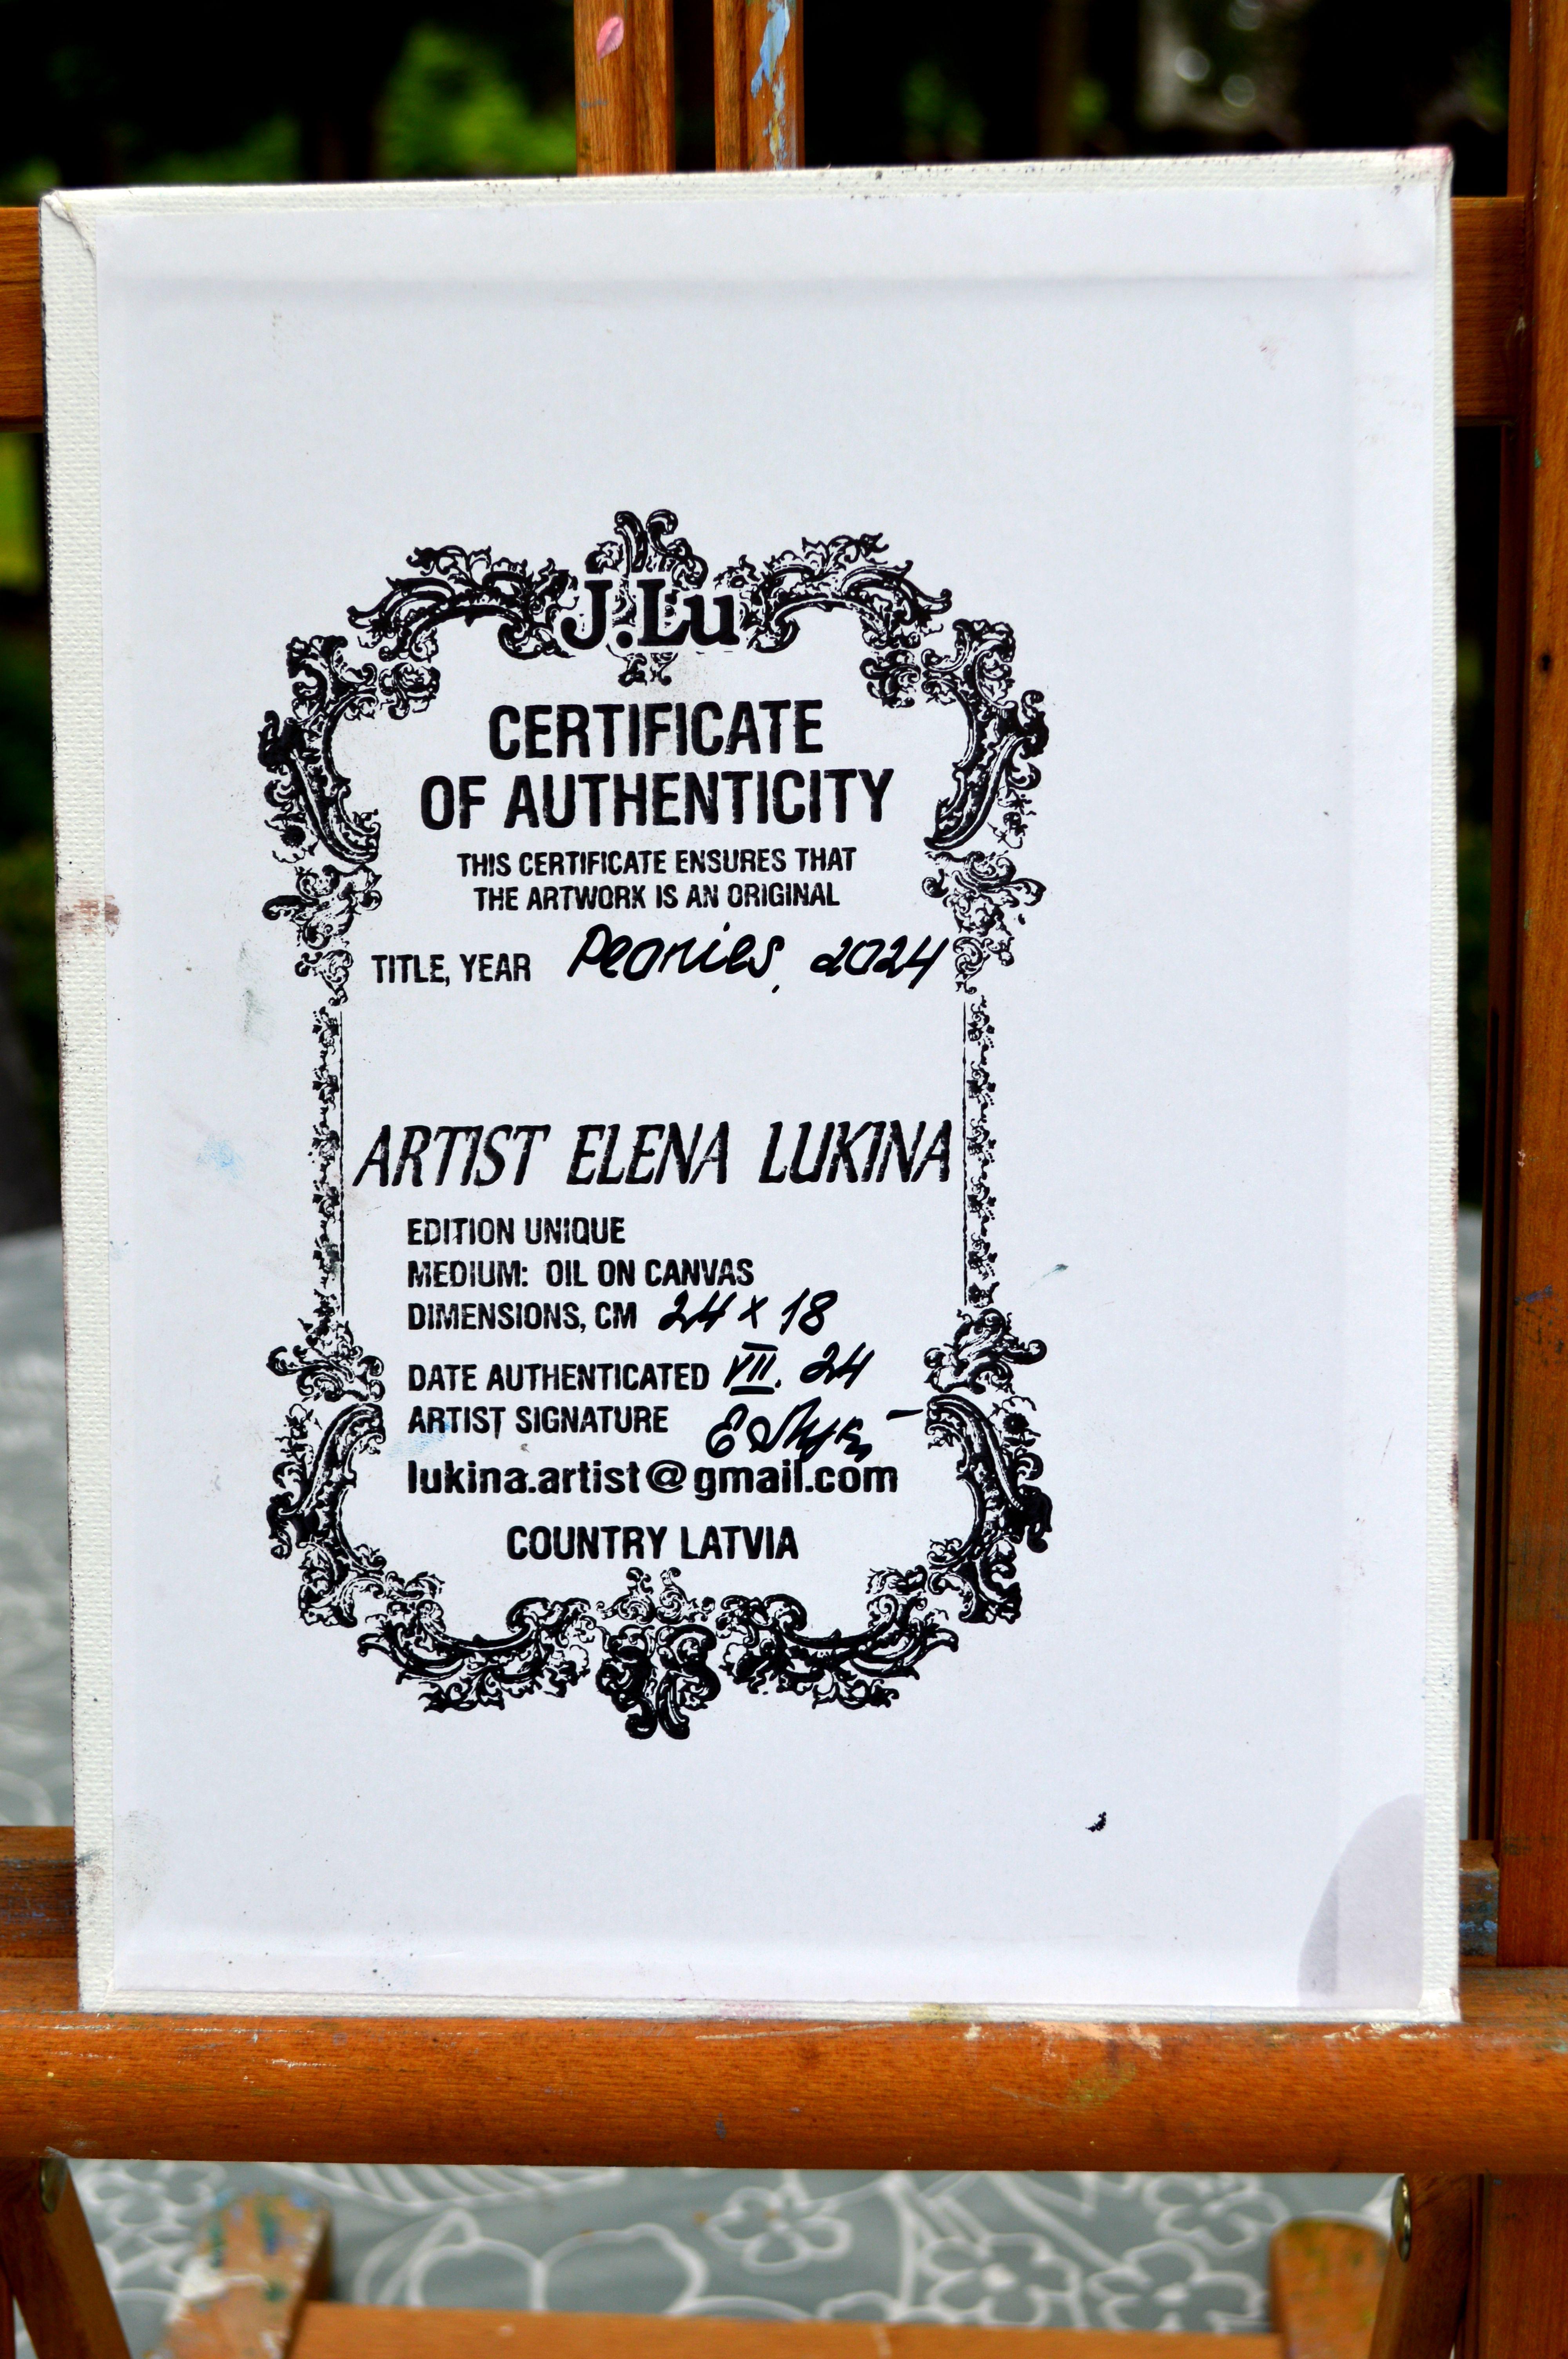 J.Lu
CERTIFICATE
OF AUTHENTICITY
THIS CERTIFICATE ENSURES THAT
THE ARTWORK IS AN ORIGINAL
TITLE, YEAR Peonies, 2024
ARTIST ELENA LUKINA
EDITION UNIQUE
MEDIUM: OIL ON CANVAS
DIMENSIONS, CM 24 x 18
DATE AUTHENTICATED VII. 24
ARTIST SIGNATURE
lukina.artist@gmail.com
COUNTRY LATVIA